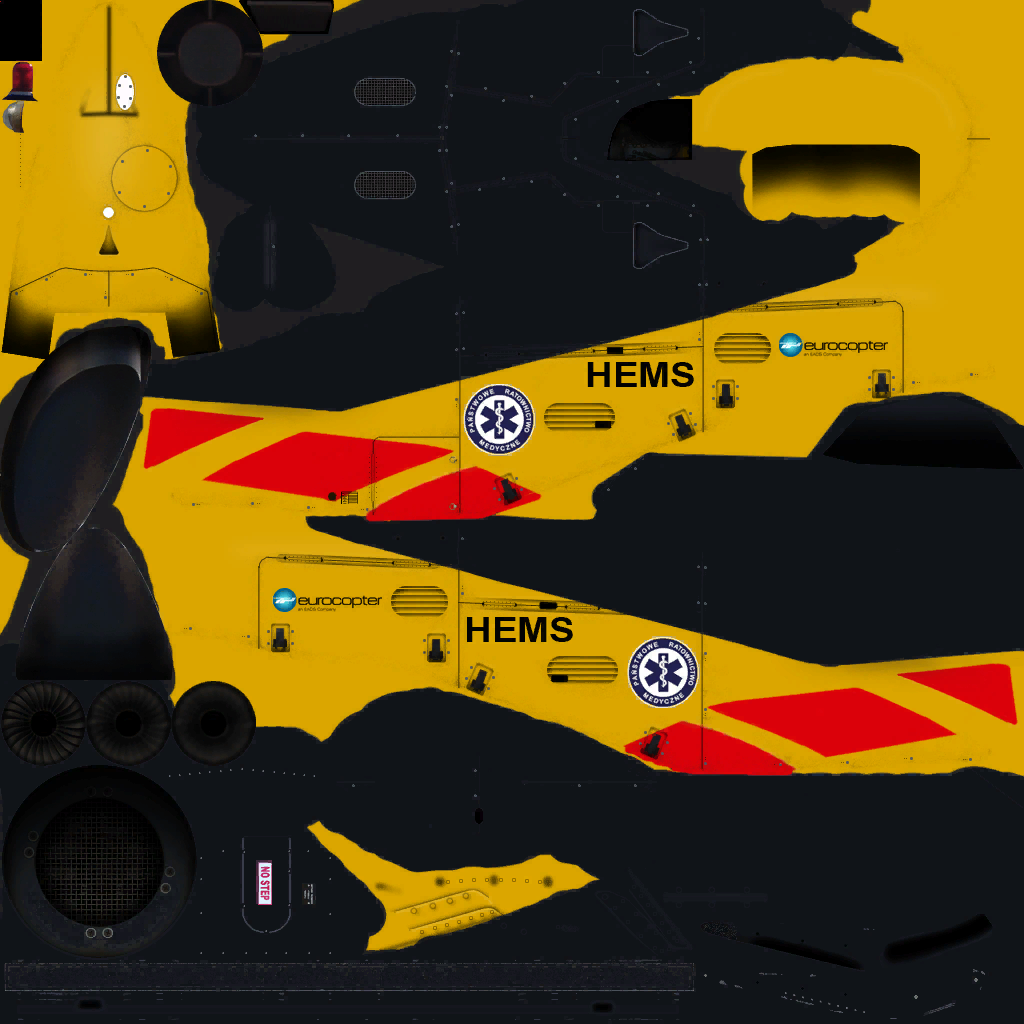 eurocopter
an EADS Company
HEMS
PAŃSTWOWE RATOWNICTWO
MEDYCZNE
eurocopter
an EADS Company
HEMS
PAŃSTWOWE RATOWNICTWO
MEDYCZNE
NO STEP